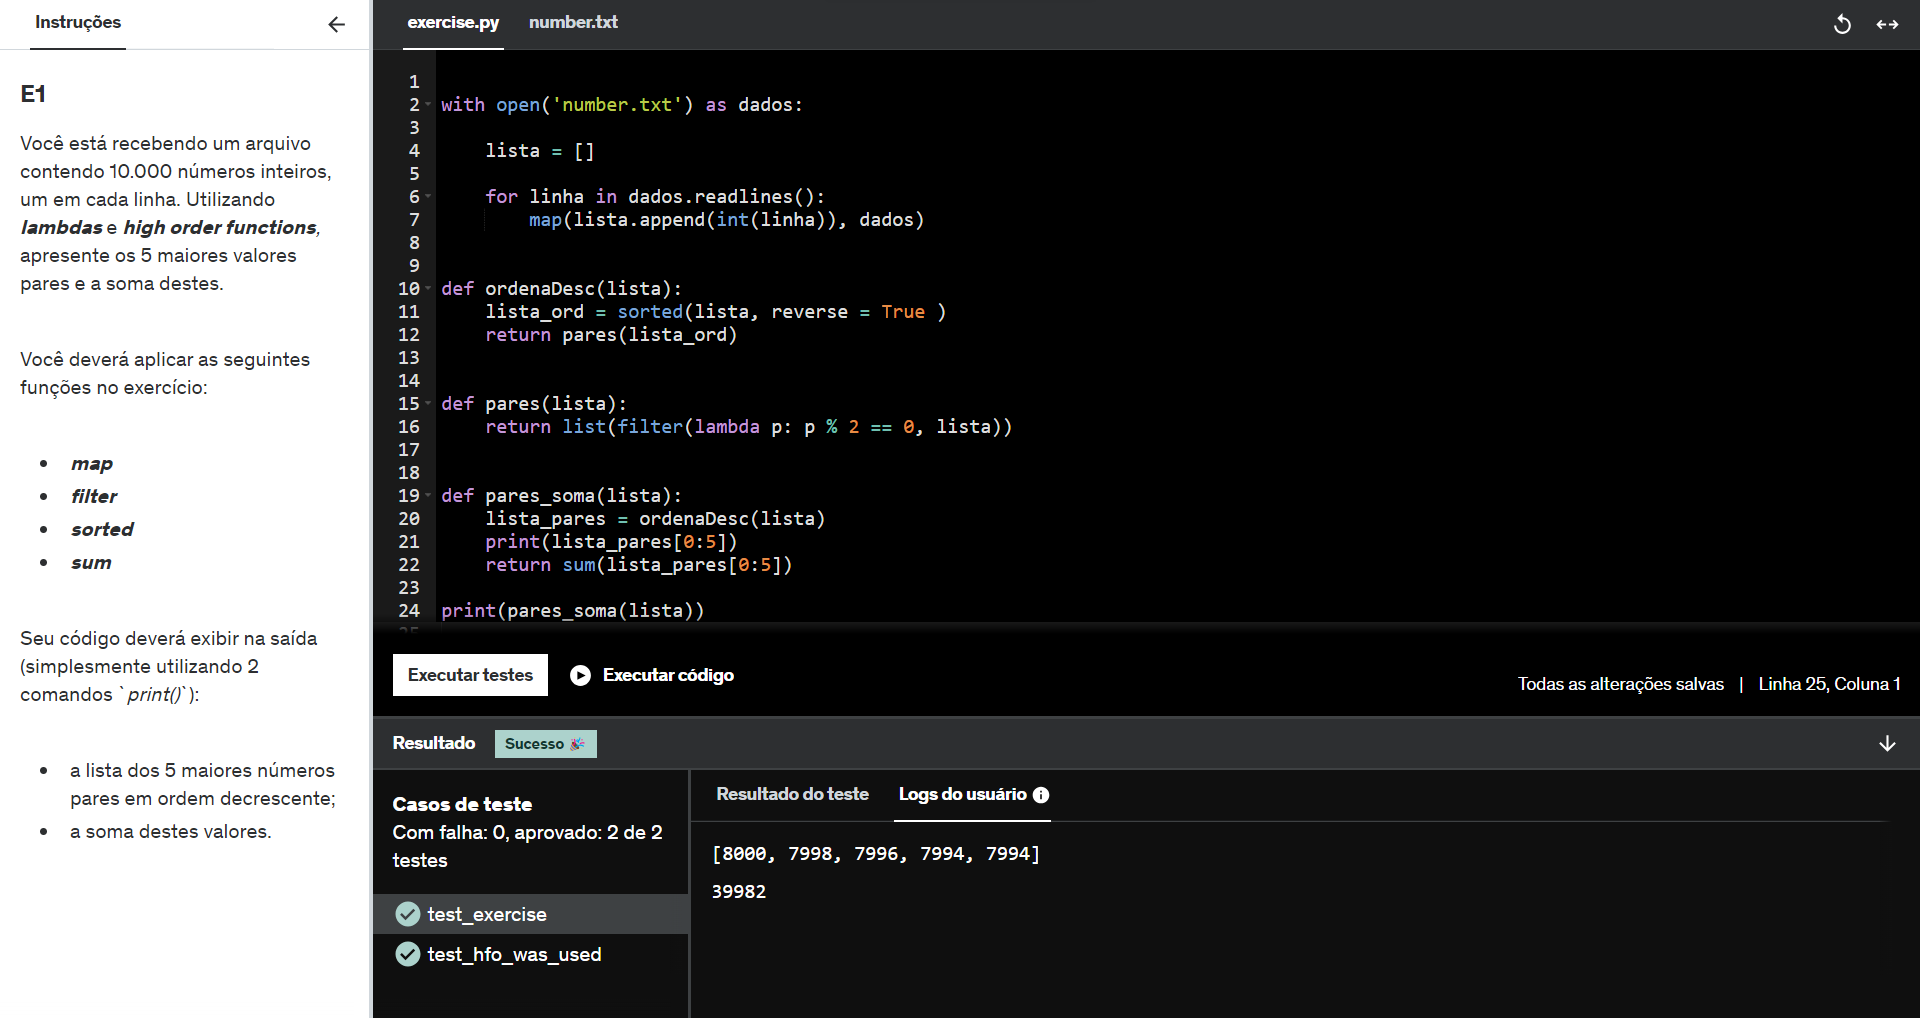 Instruções
E1
Você está recebendo um arquivo
contendo 10.000 números inteiros,
um em cada linha. Utilizando
lambdas e high order functions,
apresente os 5 maiores valores
pares e a soma destes.
Você deverá aplicar as seguintes
funções no exercício:
• map
• filter
• sorted
• sum
Seu código deverá exibir na saída
(simplesmente utilizando 2
comandos `print()`):
• a lista dos 5 maiores números
pares em ordem decrescente;
• a soma destes valores.
exercise.py number.txt
1
2 with open('number.txt') as dados:
3
4     lista = []
5
6     for linha in dados.readlines():
7         map(lista.append(int(linha)), dados)
8
9
10 def ordenaDesc(lista):
11     lista_ord = sorted(lista, reverse = True )
12     return pares(lista_ord)
13
14
15 def pares(lista):
16     return list(filter(lambda p: p % 2 == 0, lista))
17
18
19 def pares_soma(lista):
20     lista_pares = ordenaDesc(lista)
21     print(lista_pares[0:5])
22     return sum(lista_pares[0:5])
23
24 print(pares_soma(lista))
25
Executar testes Executar código
Todas as alterações salvas | Linha 25, Coluna 1
Resultado Sucesso 🎉
Casos de teste
Com falha: 0, aprovado: 2 de 2
testes
test_exercise
test_hfo_was_used
Resultado do teste Logs do usuário
[8000, 7998, 7996, 7994, 7994]
39982